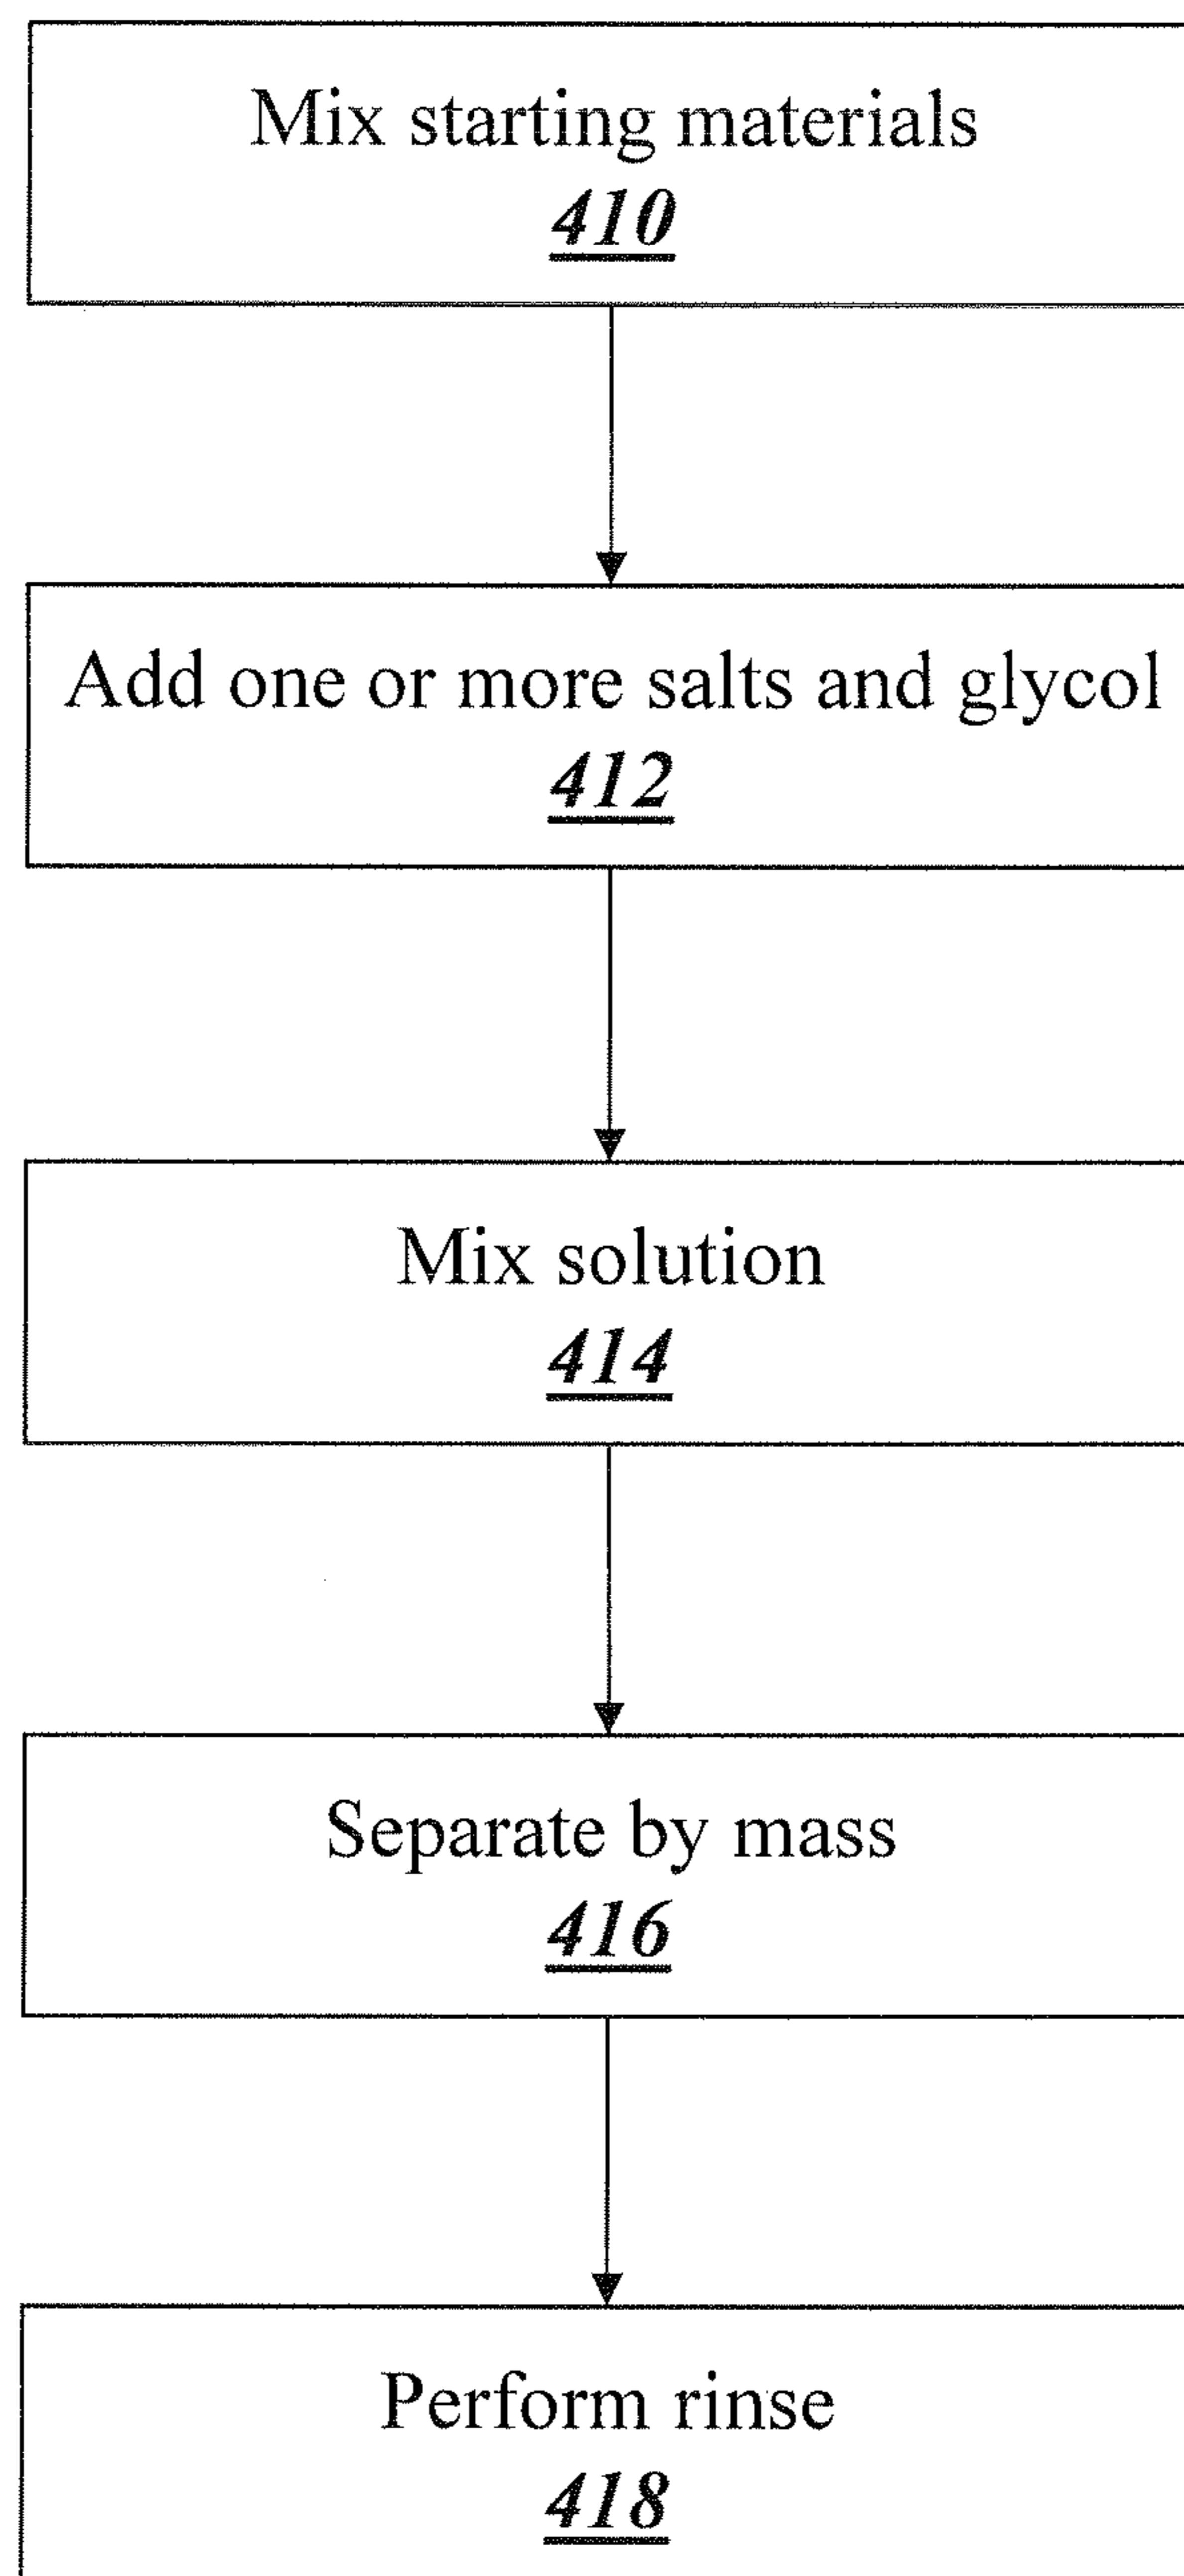 Mix starting materials
410
Add one or more salts and glycol
412
Mix solution
414
Separate by mass
416
Perform rinse
418